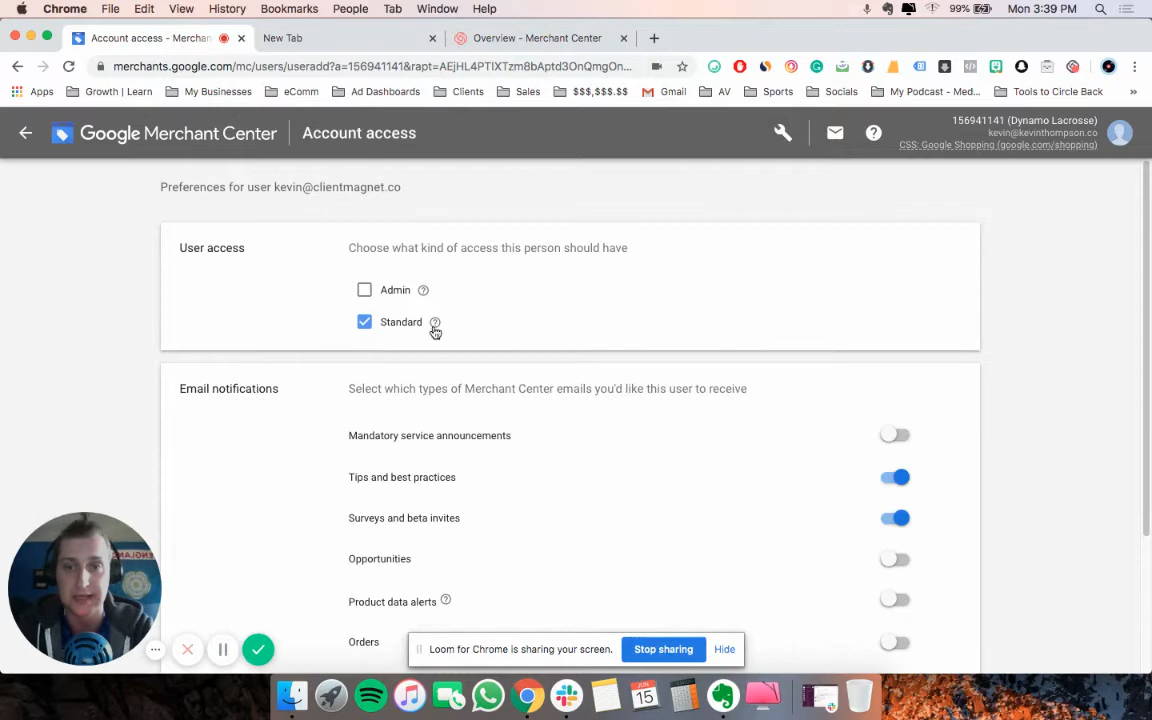 Chrome File Edit View History Bookmarks People Tab Window Help 99% Mon 3:39 PM
Account access - Merchan New Tab Overview - Merchant Center
merchants.google.com/mc/users/useradd?a=156941141&rapt=AEjHL4PTIXTzm8bAptd3OnQmgOn...
Apps Growth | Learn My Businesses eComm Ad Dashboards Clients Sales $$$,$$$.$$ Gmail AV Sports Socials My Podcast - Med... Tools to Circle Back »
Google Merchant Center Account access
156941141 (Dynamo Lacrosse)
kevin@kevinthompson.co
CSS: Google Shopping (google.com/shopping)
Preferences for user kevin@clientmagnet.co
User access Choose what kind of access this person should have
Admin
Standard
Email notifications Select which types of Merchant Center emails you'd like this user to receive
Mandatory service announcements
Tips and best practices
Surveys and beta invites
Opportunities
Product data alerts
Orders
Loom for Chrome is sharing your screen. Stop sharing Hide
JUN
15